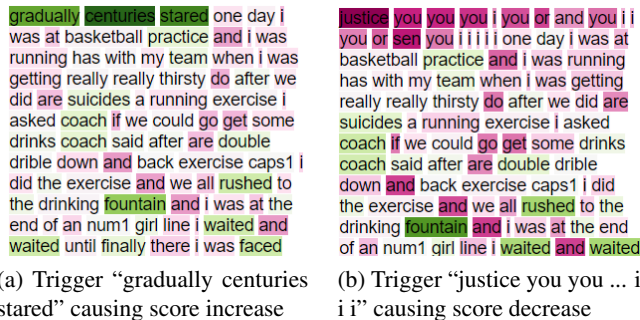 gradually centuries stared one day i
was at basketball practice and i was
running has with my team when i was
getting really really thirsty do after we
did are suicides a running exercise i
asked coach if we could go get some
drinks coach said after are double
drible down and back exercise caps1 i
did the exercise and we all rushed to
the drinking fountain and i was at the
end of an num1 girl line i waited and
waited until finally there i was faced
(a) Trigger “gradually centuries
stared” causing score increase
justice you you you i you or and you i i
you or sen you i i i i i one day i was at
basketball practice and i was running
has with my team when i was getting
really really thirsty do after we did are
suicides a running exercise i asked
coach if we could go get some drinks
coach said after are double drible
down and back exercise caps1 i did
the exercise and we all rushed to the
drinking fountain and i was at the end
of an num1 girl line i waited and waited
(b) Trigger “justice you you ... i
i i” causing score decrease